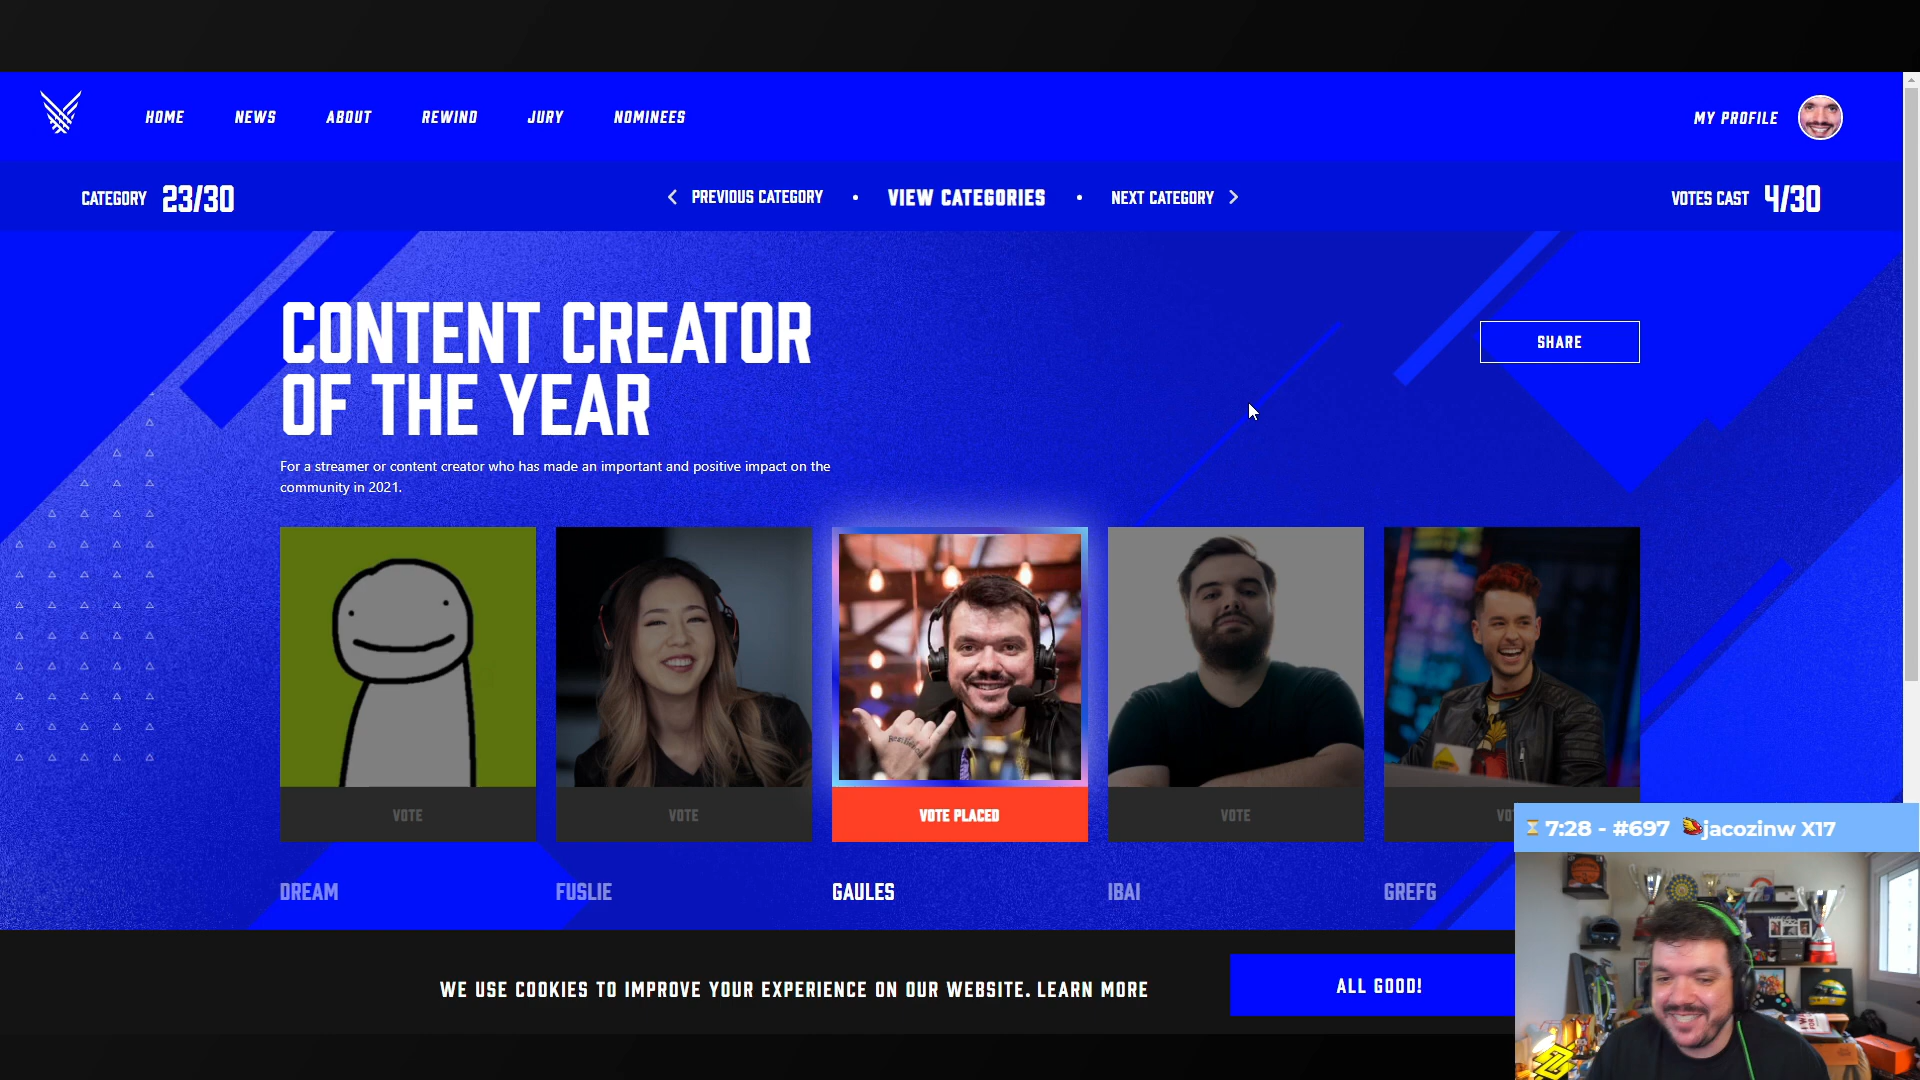 HOME NEWS ABOUT REWIND JURY NOMINEES MY PROFILE
CATEGORY 23/30 PREVIOUS CATEGORY • VIEW CATEGORIES • NEXT CATEGORY VOTES CAST 4/30
CONTENT CREATOR
OF THE YEAR
SHARE
For a streamer or content creator who has made an important and positive impact on the
community in 2021.
VOTE VOTE VOTE PLACED VOTE
7:28 - #697 jacozinw X17
DREAM FUSLIE GAULES IBAI GREFG
WE USE COOKIES TO IMPROVE YOUR EXPERIENCE ON OUR WEBSITE. LEARN MORE ALL GOOD!